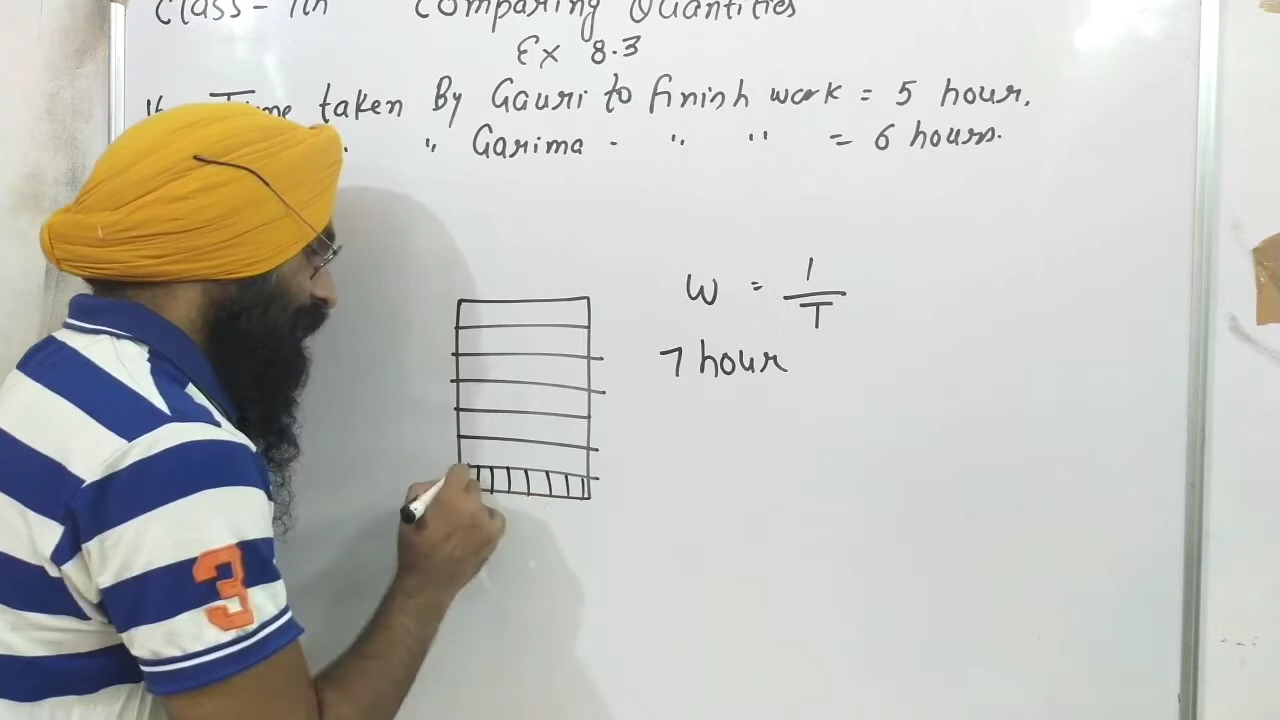 Class - 7th Comparing Quantities
Ex 8.3
Time taken By Gauri to finish work = 5 hour.
" Garima - " " = 6 hours.
W = 1/T
7 hour
3